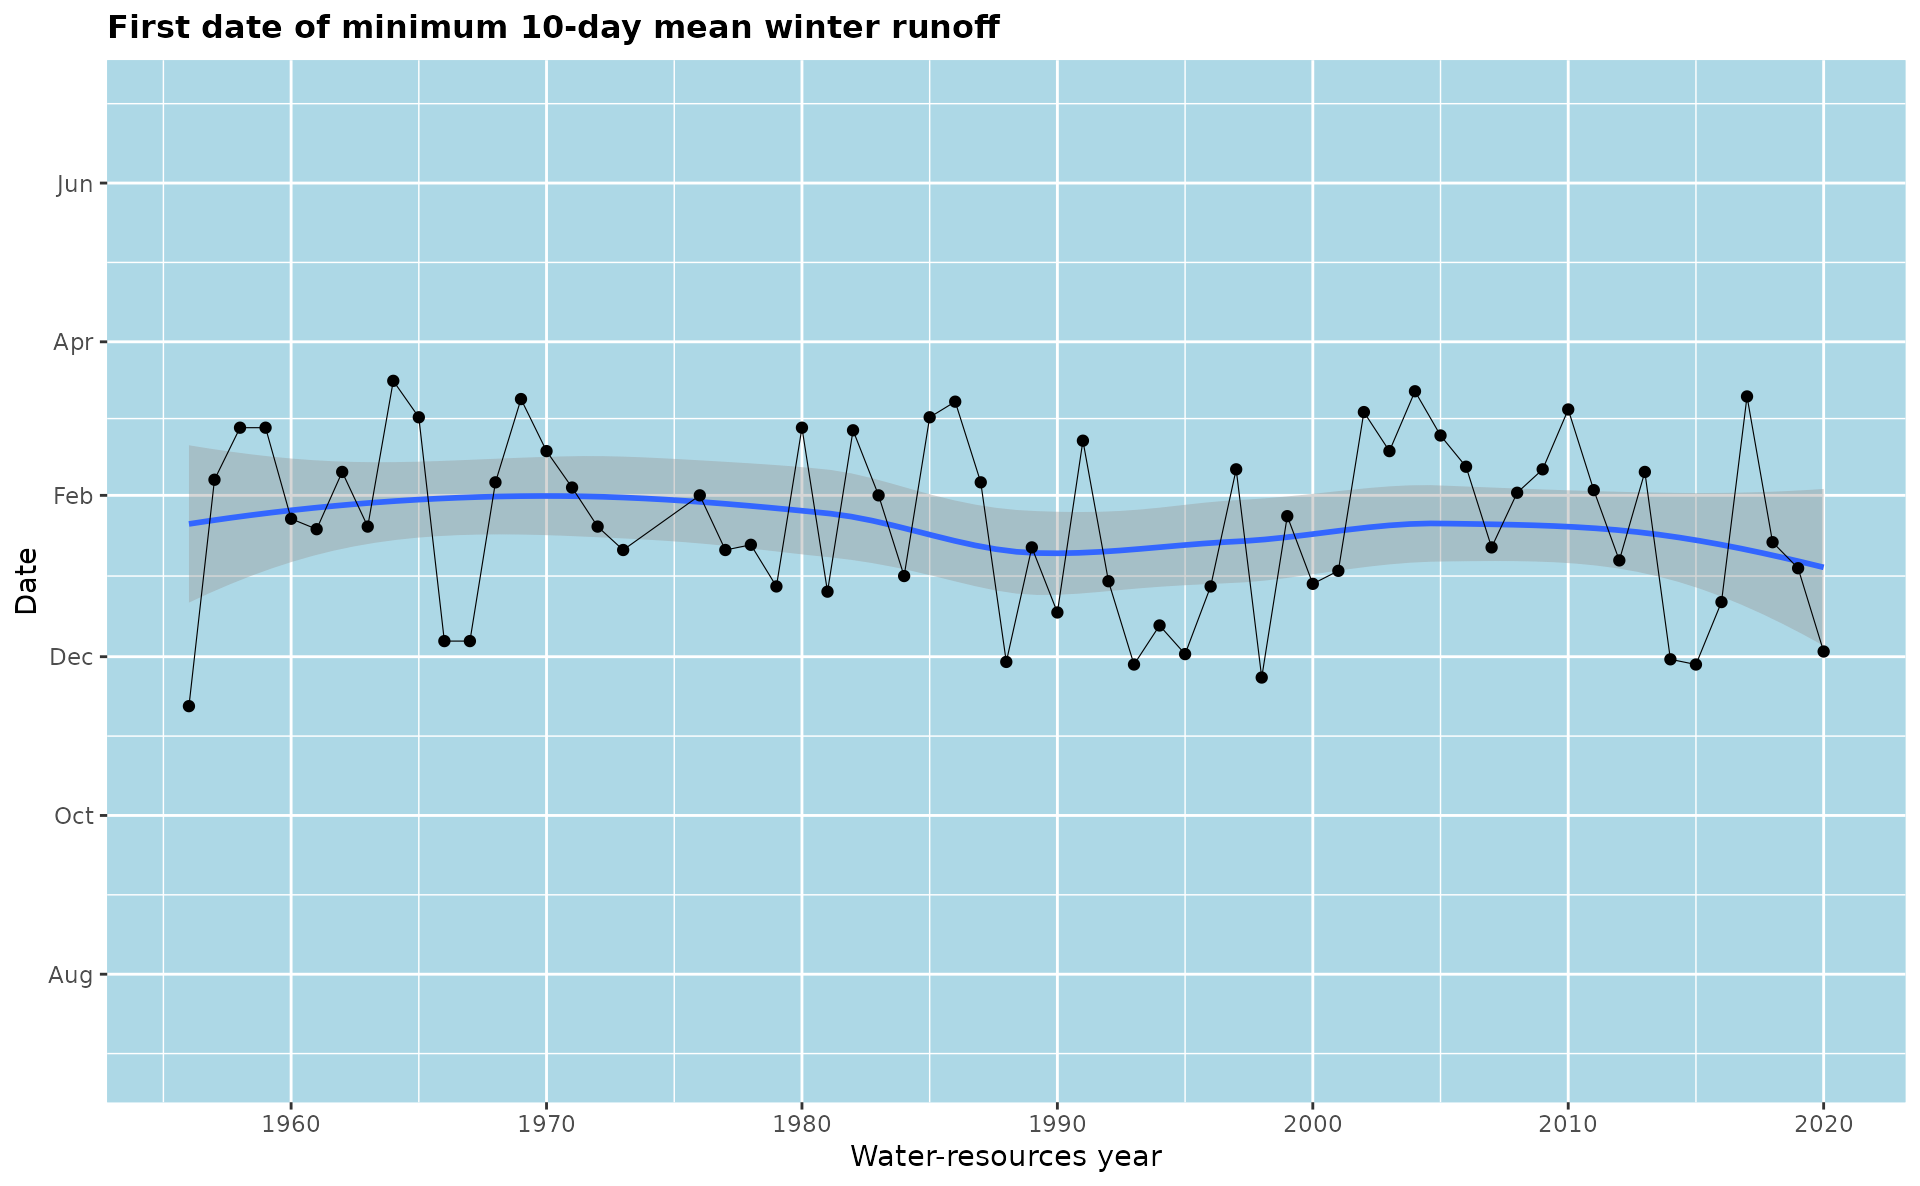 First date of minimum 10-day mean winter runoff
Date
Jun
Apr
Feb
Dec
Oct
Aug
1960 1970 1980 1990 2000 2010 2020
Water-resources year